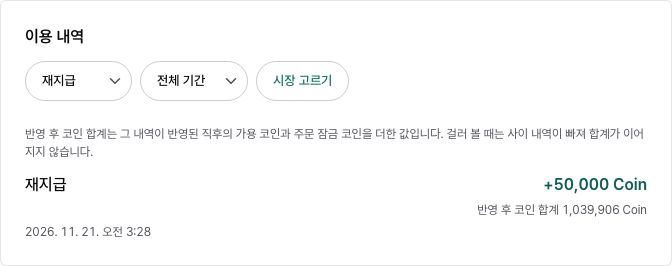 이용 내역
재지급
전체 기간
시장 고르기
반영 후 코인 합계는 그 내역이 반영된 직후의 가용 코인과 주문 잠금 코인을 더한 값입니다. 걸러 볼 때는 사이 내역이 빠져 합계가 이어
지지 않습니다.
재지급
+50,000 Coin
반영 후 코인 합계 1,039,906 Coin
2026. 11. 21. 오전 3:28